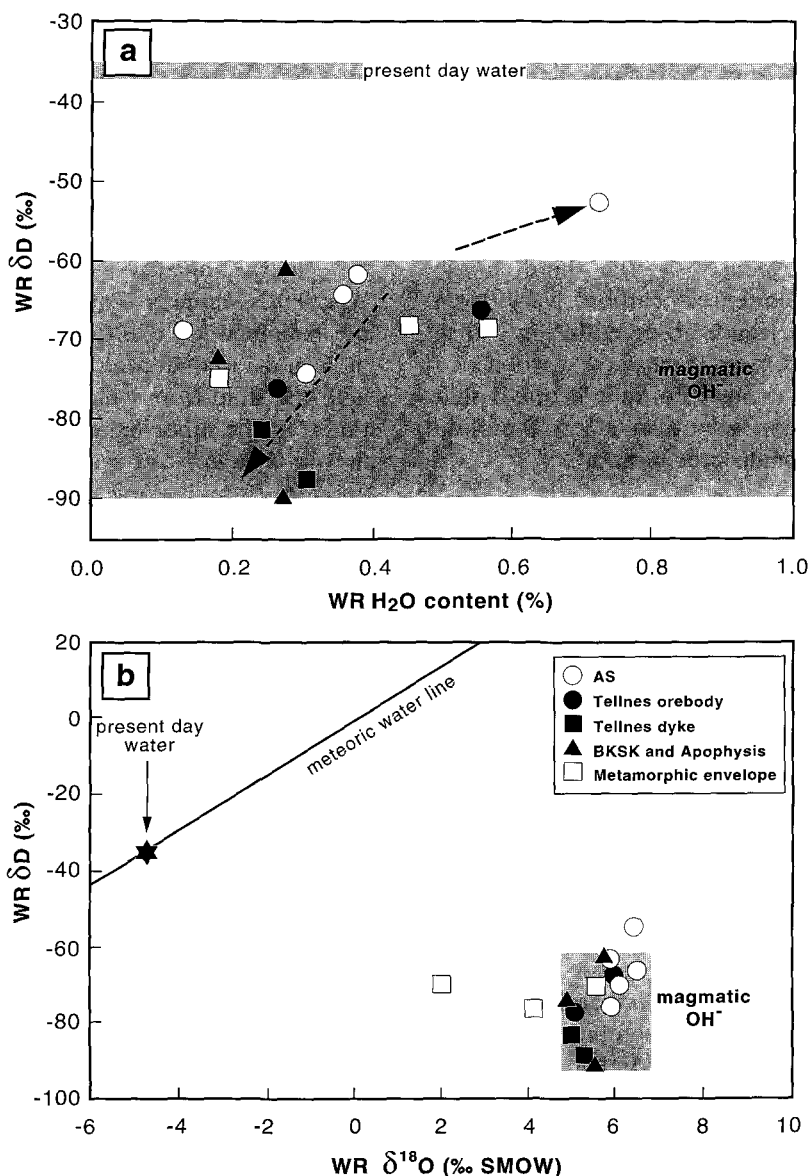 a
-30
-40
-50
-60
-70
-80
-90
present day water
magmatic
OH⁻
WR δD (‰)
0.0 0.2 0.4 0.6 0.8 1.0
WR H₂O content (%)
b
20
0
-20
-40
-60
-80
-100
present day
water
meteoric water line
AS
Tellnes orebody
Tellnes dyke
BKSK and Apophysis
Metamorphic envelope
magmatic
OH⁻
WR δD (‰)
-6 -4 -2 0 2 4 6 8 10
WR δ¹⁸O (‰ SMOW)